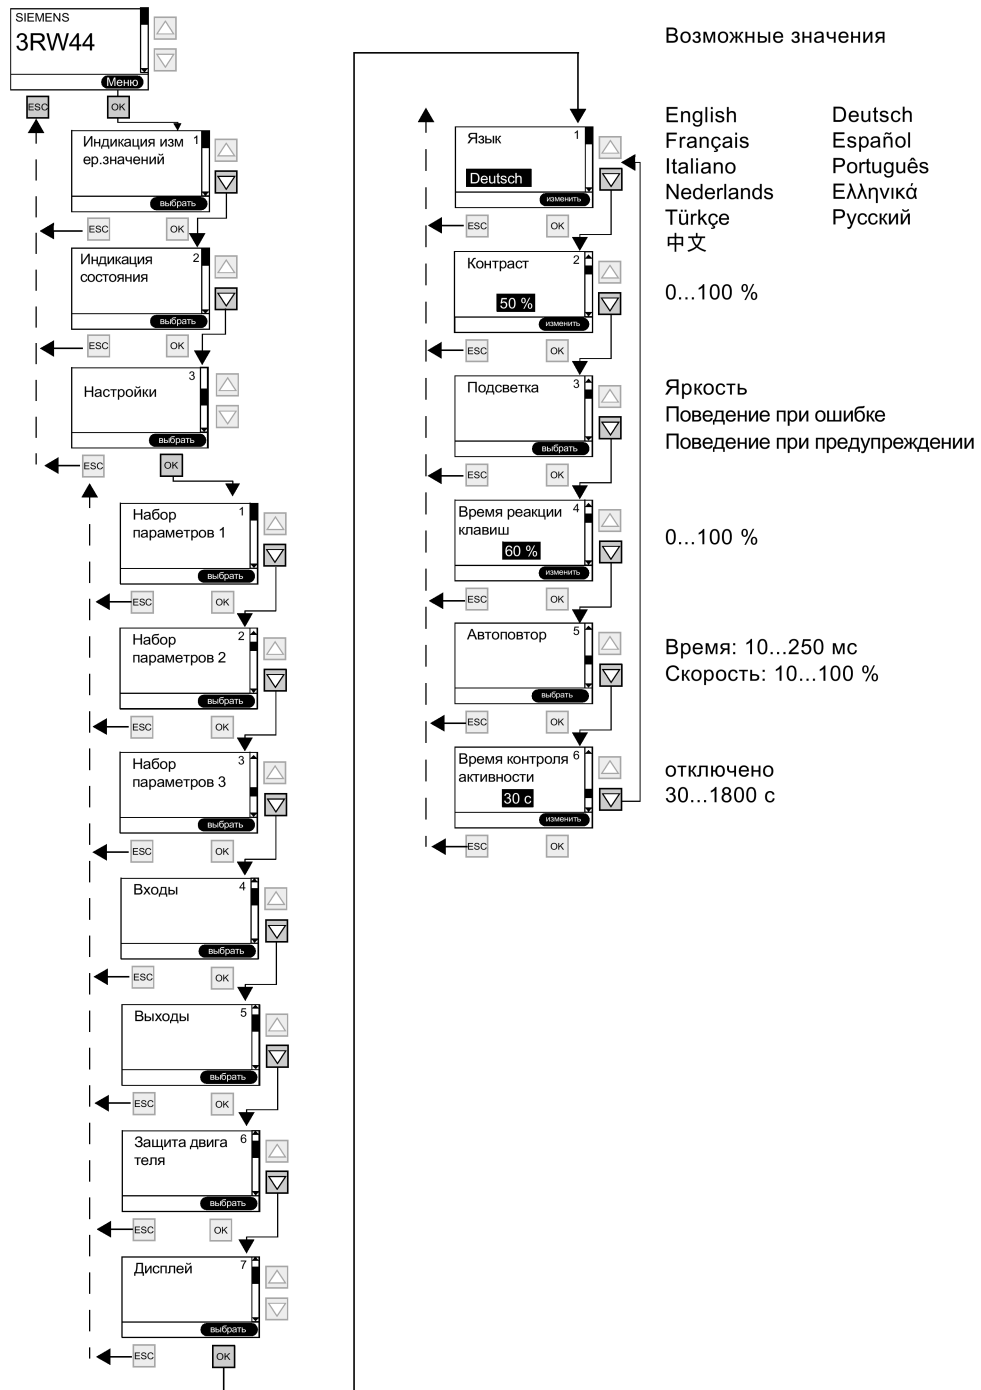 SIEMENS
3RW44
Меню
ESC
OK
Индикация изм 1
ер.значений
выбрать
ESC OK
Индикация 2
состояния
выбрать
ESC OK
3
Настройки
выбрать
ESC OK
Набор 1
параметров 1
выбрать
ESC OK
Набор 2
параметров 2
выбрать
ESC OK
Набор 3
параметров 3
выбрать
ESC OK
Входы 4
выбрать
ESC OK
Выходы 5
выбрать
ESC OK
Защита двига 6
теля
выбрать
ESC OK
Дисплей 7
выбрать
ESC OK
Язык 1
Deutsch
изменить
ESC OK
Контраст 2
50 %
изменить
ESC OK
Подсветка 3
выбрать
ESC OK
Время реакции 4
клавиш
60 %
изменить
ESC OK
Автоповтор 5
выбрать
ESC OK
Время контроля 6
активности
30 с
изменить
ESC OK
Возможные значения
English Deutsch
Français Español
Italiano Português
Nederlands Ελληνικά
Türkçe Русский
中文
0...100 %
Яркость
Поведение при ошибке
Поведение при предупреждении
0...100 %
Время: 10...250 мс
Скорость: 10...100 %
отключено
30...1800 с